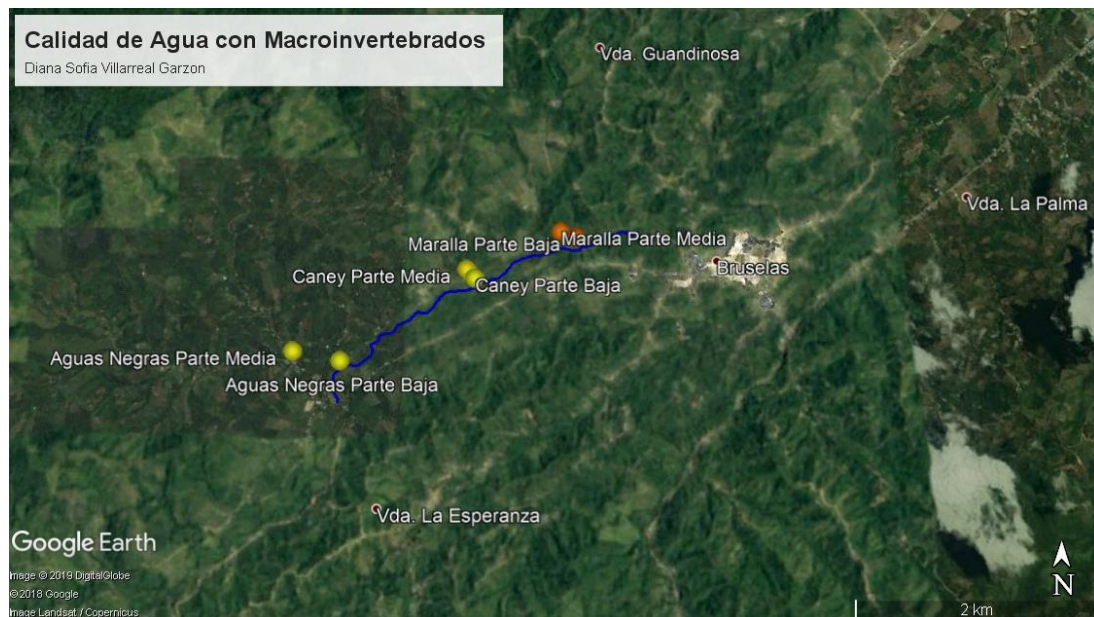 Calidad de Agua con Macroinvertebrados
Diana Sofia Villarreal Garzon
Vda. Guandinosa
Vda. La Palma
Maralla Parte Baja
Maralla Parte Media
Bruselas
Caney Parte Media
Caney Parte Baja
Aguas Negras Parte Media
Aguas Negras Parte Baja
Vda. La Esperanza
Google Earth
Image © 2019 DigitalGlobe
©2018 Google
Image Landsat / Copernicus
N
2 km